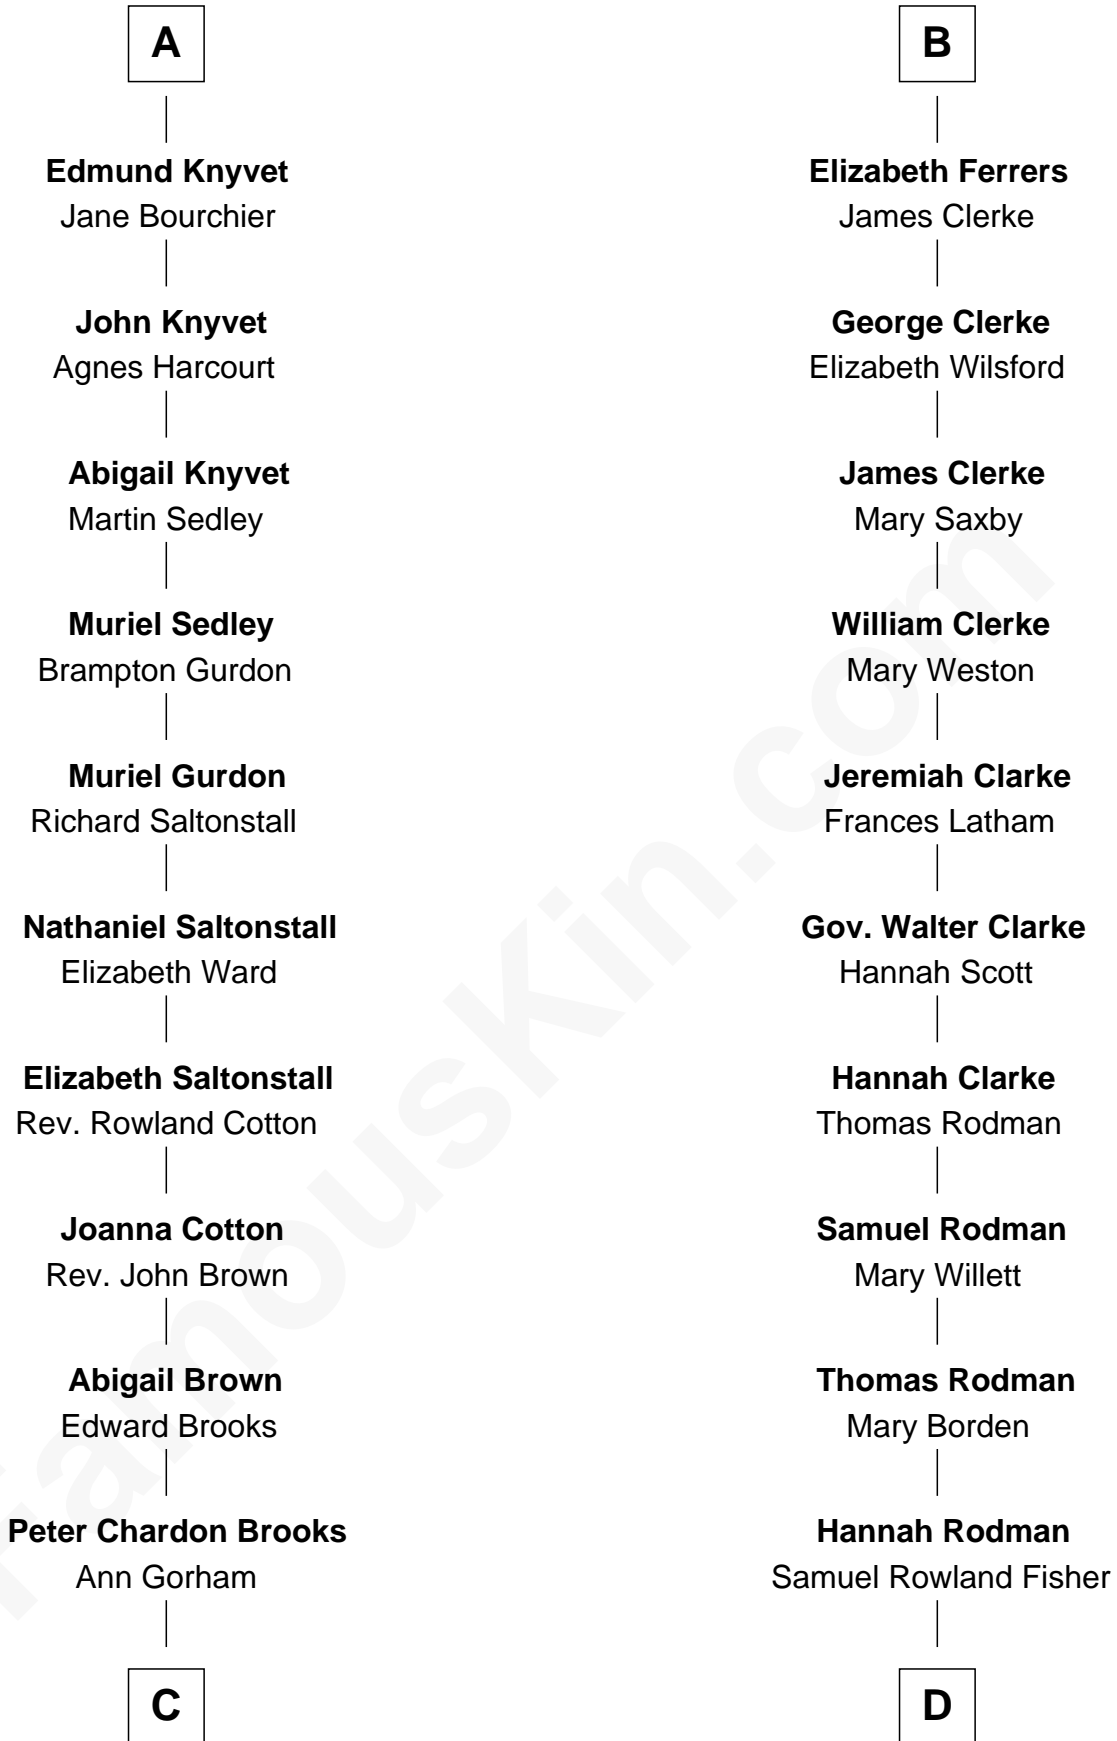 A
Edmund Knyvet
Jane Bourchier
John Knyvet
Agnes Harcourt
Abigail Knyvet
Martin Sedley
Muriel Sedley
Brampton Gurdon
Muriel Gurdon
Richard Saltonstall
Nathaniel Saltonstall
Elizabeth Ward
Elizabeth Saltonstall
Rev. Rowland Cotton
Joanna Cotton
Rev. John Brown
Abigail Brown
Edward Brooks
Peter Chardon Brooks
Ann Gorham
C
B
Elizabeth Ferrers
James Clerke
George Clerke
Elizabeth Wilsford
James Clerke
Mary Saxby
William Clerke
Mary Weston
Jeremiah Clarke
Frances Latham
Gov. Walter Clarke
Hannah Scott
Hannah Clarke
Thomas Rodman
Samuel Rodman
Mary Willett
Thomas Rodman
Mary Borden
Hannah Rodman
Samuel Rowland Fisher
D
FamousKin.com